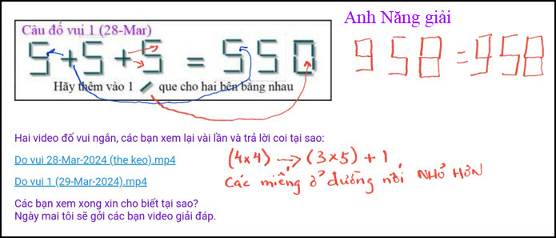 Câu đố vui 1 (28-Mar)
5+5+5=550
Hãy thêm vào 1 que cho hai bên bằng nhau
Anh Năng giải
958=958
Hai video đố vui ngắn, các bạn xem lại vài lần và trả lời coi tại sao:
Do vui 28-Mar-2024 (the keo).mp4
Do vui 1 (29-Mar-2024).mp4
(4x4) → (3x5) + 1
Các miếng ở đường nối NHỎ HƠN
Các bạn xem xong xin cho biết tại sao?
Ngày mai tôi sẽ gởi các bạn video giải đáp.